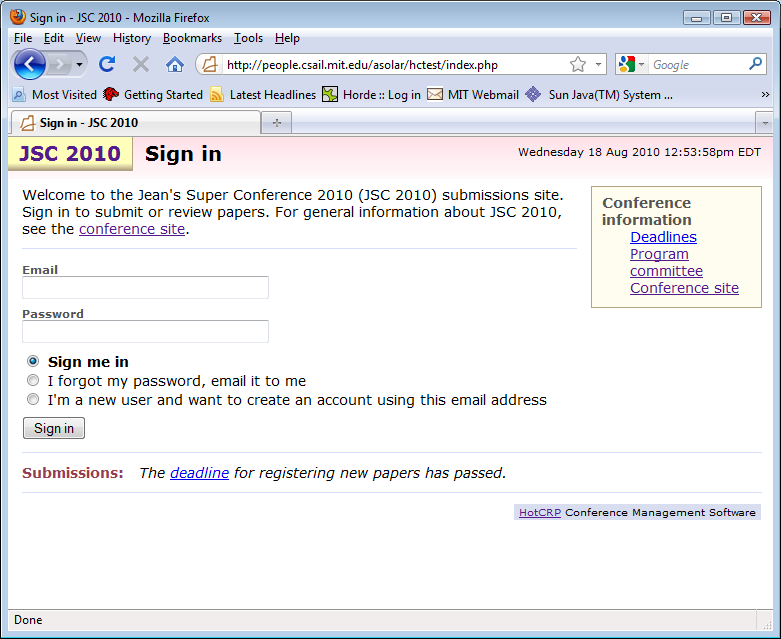 Sign in - JSC 2010 - Mozilla Firefox
File Edit View History Bookmarks Tools Help
http://people.csail.mit.edu/asolar/hctest/index.php
Google
Most Visited Getting Started Latest Headlines Horde :: Log in MIT Webmail Sun Java(TM) System ... »
Sign in - JSC 2010
JSC 2010 Sign in Wednesday 18 Aug 2010 12:53:58pm EDT
Welcome to the Jean's Super Conference 2010 (JSC 2010) submissions site.
Sign in to submit or review papers. For general information about JSC 2010,
see the conference site.
Conference
information
Deadlines
Program
committee
Conference site
Email
Password
Sign me in
I forgot my password, email it to me
I'm a new user and want to create an account using this email address
Sign in
Submissions: The deadline for registering new papers has passed.
HotCRP Conference Management Software
Done